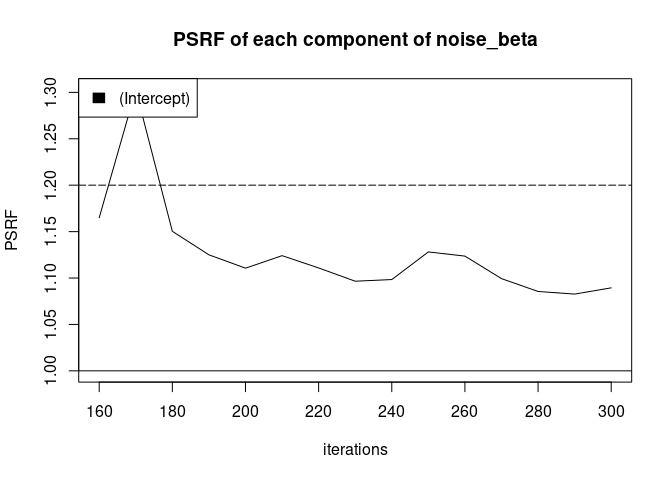 PSRF of each component of noise_beta
(Intercept)
PSRF
1.30
1.25
1.20
1.15
1.10
1.05
1.00
160 180 200 220 240 260 280 300
iterations